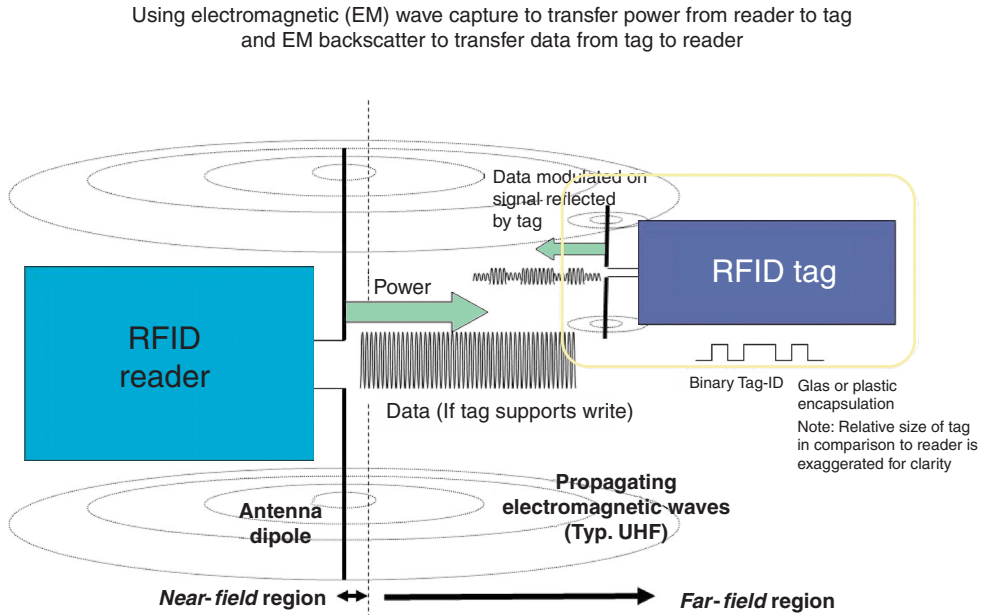 Using electromagnetic (EM) wave capture to transfer power from reader to tag
and EM backscatter to transfer data from tag to reader
Data modulated on
signal reflected
by tag
RFID tag
Power
RFID
reader
Binary Tag-ID
Glas or plastic
encapsulation
Note: Relative size of tag
in comparison to reader is
exaggerated for clarity
Data (If tag supports write)
Propagating
electromagnetic waves
(Typ. UHF)
Antenna
dipole
Near-field region
Far-field region